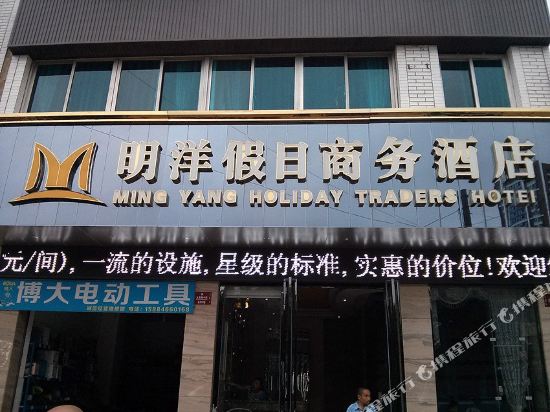 明洋假日商务酒店
MING YANG HOLIDAY TRADERS HOTEL
元/间),一流的设施,星级的标准,实惠的价位!欢迎
博大电动工具
携程旅行